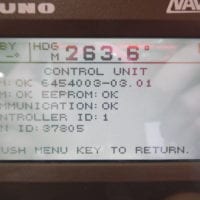 UNO
NAV
BY HDG 263.6°
-° M
CONTROL UNIT
M: OK 6454003-03.01
M: OK EEPROM: OK
MMUNICATION: OK
NTROLLER ID: 1
N ID: 37805
USH MENU KEY TO RETURN.